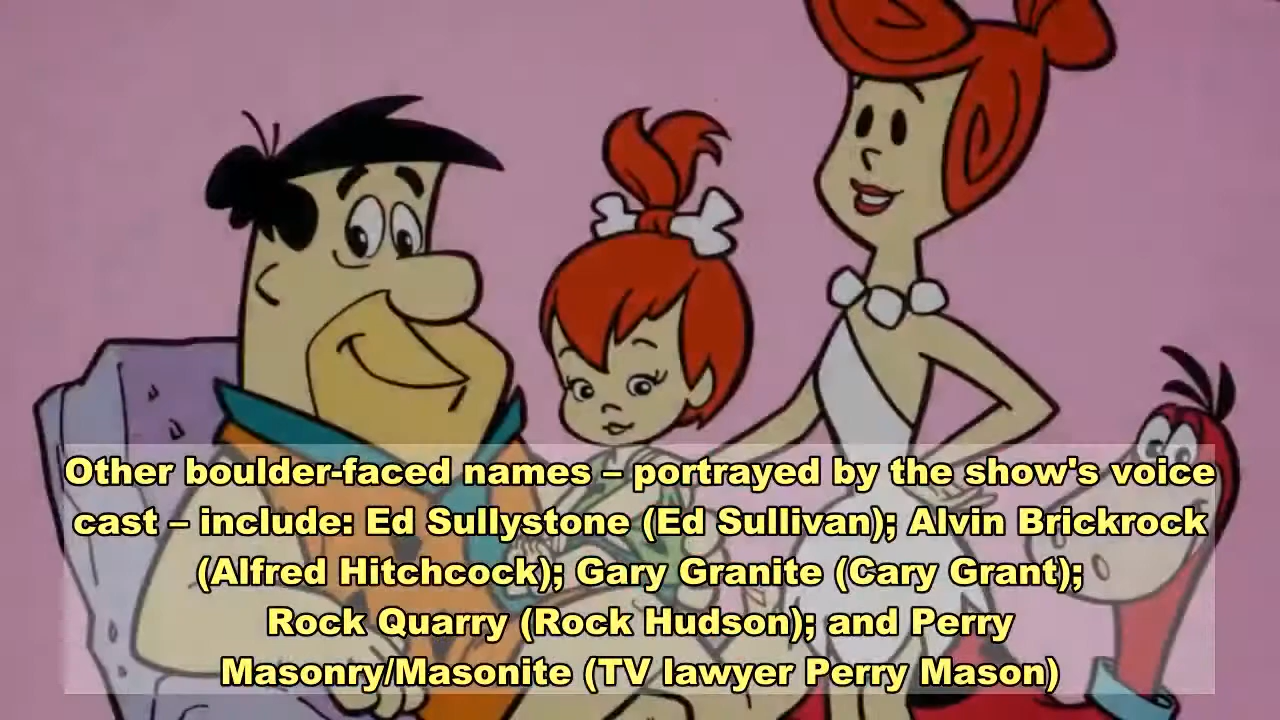 Other boulder-faced names – portrayed by the show's voice
cast – include: Ed Sullystone (Ed Sullivan); Alvin Brickrock
(Alfred Hitchcock); Gary Granite (Cary Grant);
Rock Quarry (Rock Hudson); and Perry
Masonry/Masonite (TV lawyer Perry Mason)